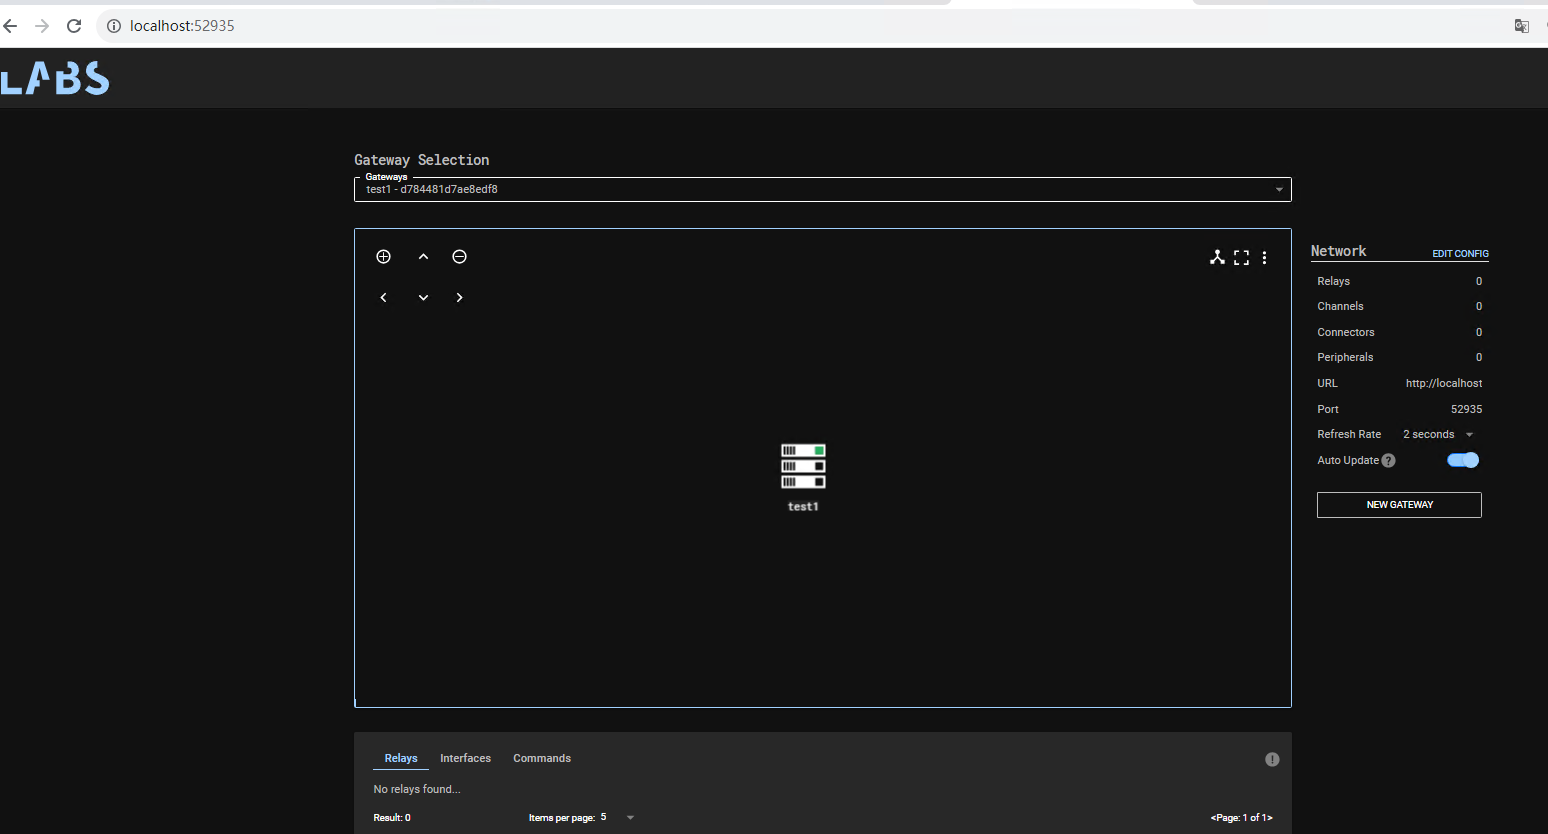 localhost:52935
LABS
Gateway Selection
Gateways
test1 - d784481d7ae8edf8
Network EDIT CONFIG
Relays 0
Channels 0
Connectors 0
Peripherals 0
URL http://localhost
Port 52935
Refresh Rate 2 seconds
Auto Update ?
NEW GATEWAY
test1
Relays Interfaces Commands
No relays found...
Result: 0 Items per page: 5 <Page: 1 of 1>